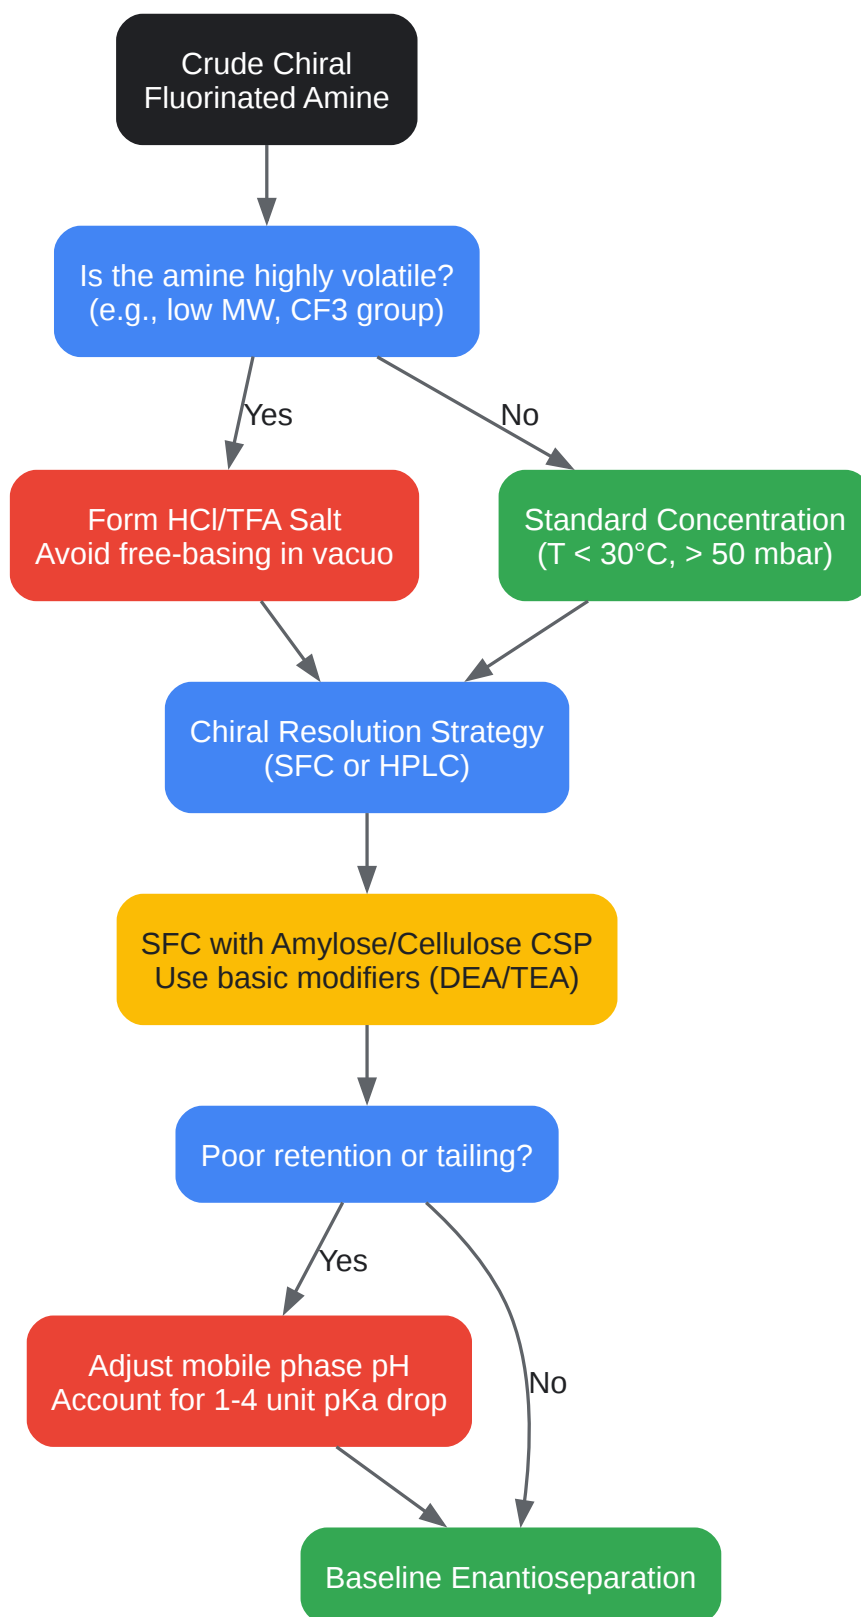 Crude Chiral
Fluorinated Amine
Is the amine highly volatile?
(e.g., low MW, CF3 group)
Yes
No
Form HCl/TFA Salt
Avoid free-basing in vacuo
Standard Concentration
(T < 30°C, > 50 mbar)
Chiral Resolution Strategy
(SFC or HPLC)
SFC with Amylose/Cellulose CSP
Use basic modifiers (DEA/TEA)
Poor retention or tailing?
Yes
Adjust mobile phase pH
Account for 1-4 unit pKa drop
No
Baseline Enantioseparation